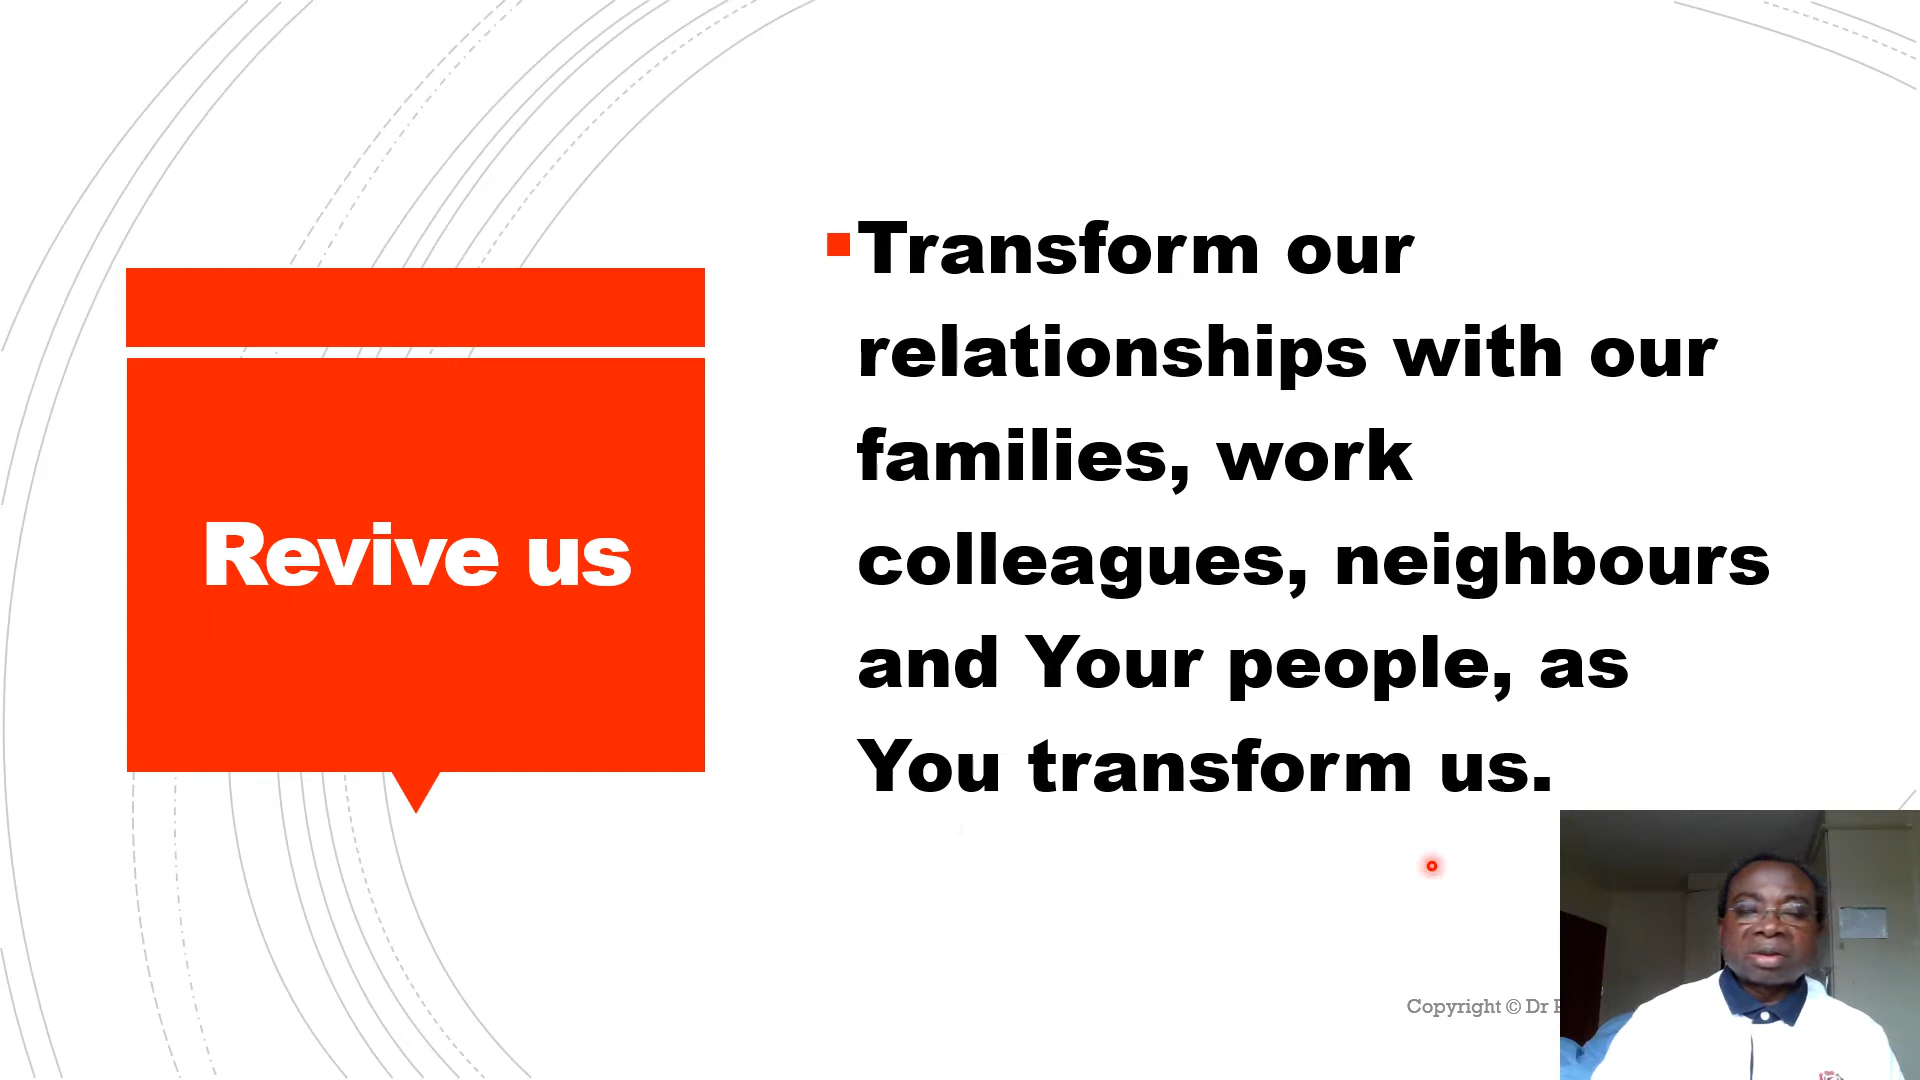 Revive us
Transform our
relationships with our
families, work
colleagues, neighbours
and Your people, as
You transform us.
Copyright © Dr